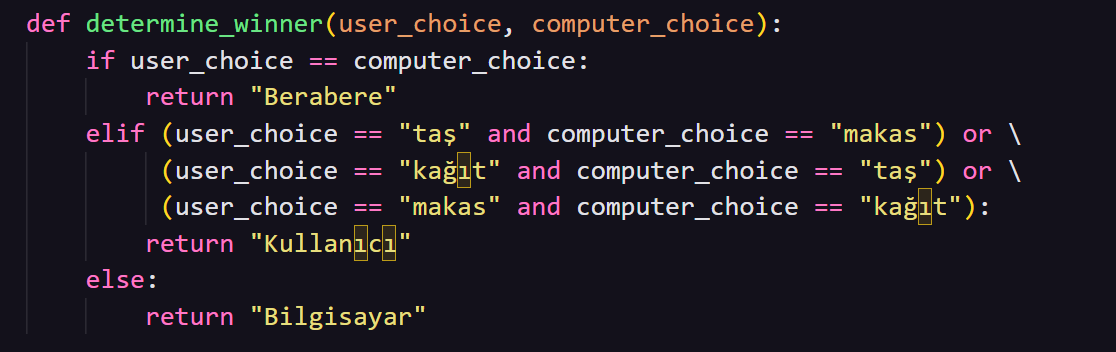 def determine_winner(user_choice, computer_choice):
    if user_choice == computer_choice:
        return "Berabere"
    elif (user_choice == "taş" and computer_choice == "makas") or \
         (user_choice == "kağıt" and computer_choice == "taş") or \
         (user_choice == "makas" and computer_choice == "kağıt"):
        return "Kullanıcı"
    else:
        return "Bilgisayar"